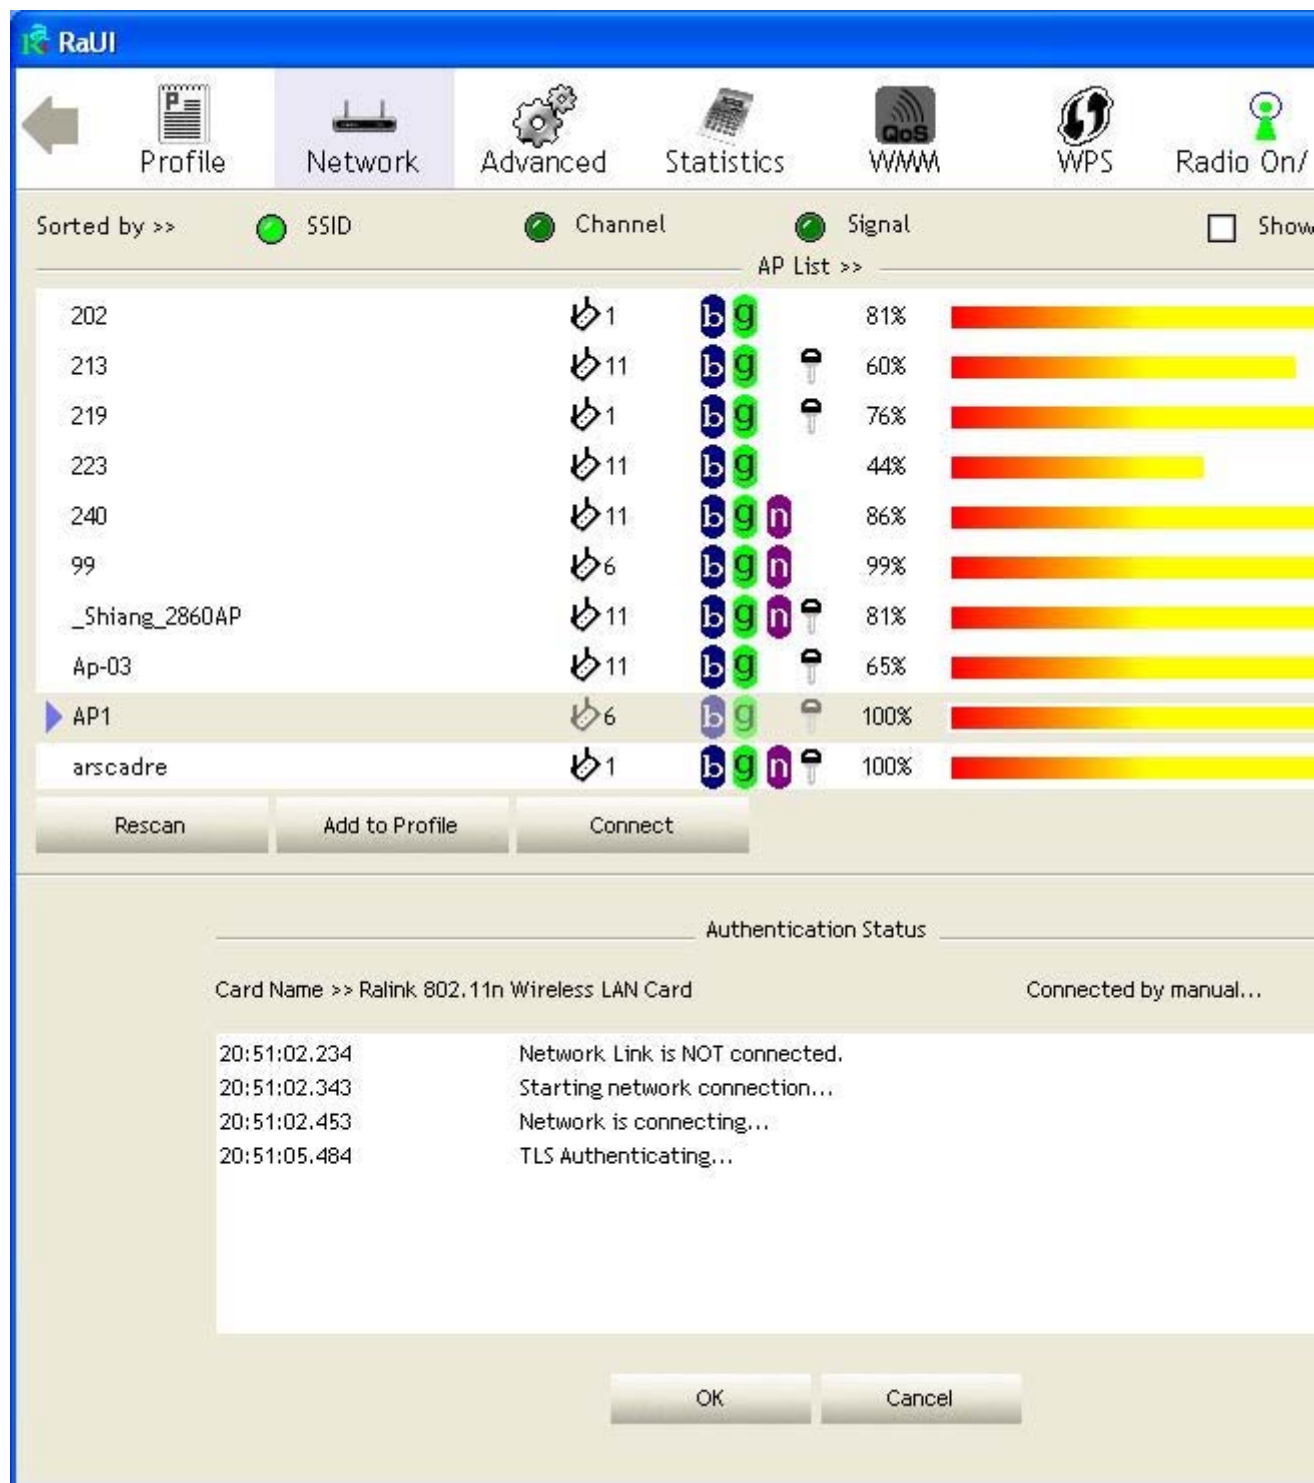 RaUI
Profile Network Advanced Statistics QoS WMM WPS Radio On/
Sorted by >> SSID Channel Signal Show
AP List >>
202 1 b g 81%
213 11 b g 60%
219 1 b g 76%
223 11 b g 44%
240 11 b g n 86%
99 6 b g n 99%
_Shiang_2860AP 11 b g n 81%
Ap-03 11 b g 65%
AP1 6 b g 100%
arscadre 1 b g n 100%
Rescan Add to Profile Connect
Authentication Status
Card Name >> Ralink 802.11n Wireless LAN Card Connected by manual...
20:51:02.234 Network Link is NOT connected.
20:51:02.343 Starting network connection...
20:51:02.453 Network is connecting...
20:51:05.484 TLS Authenticating...
OK Cancel